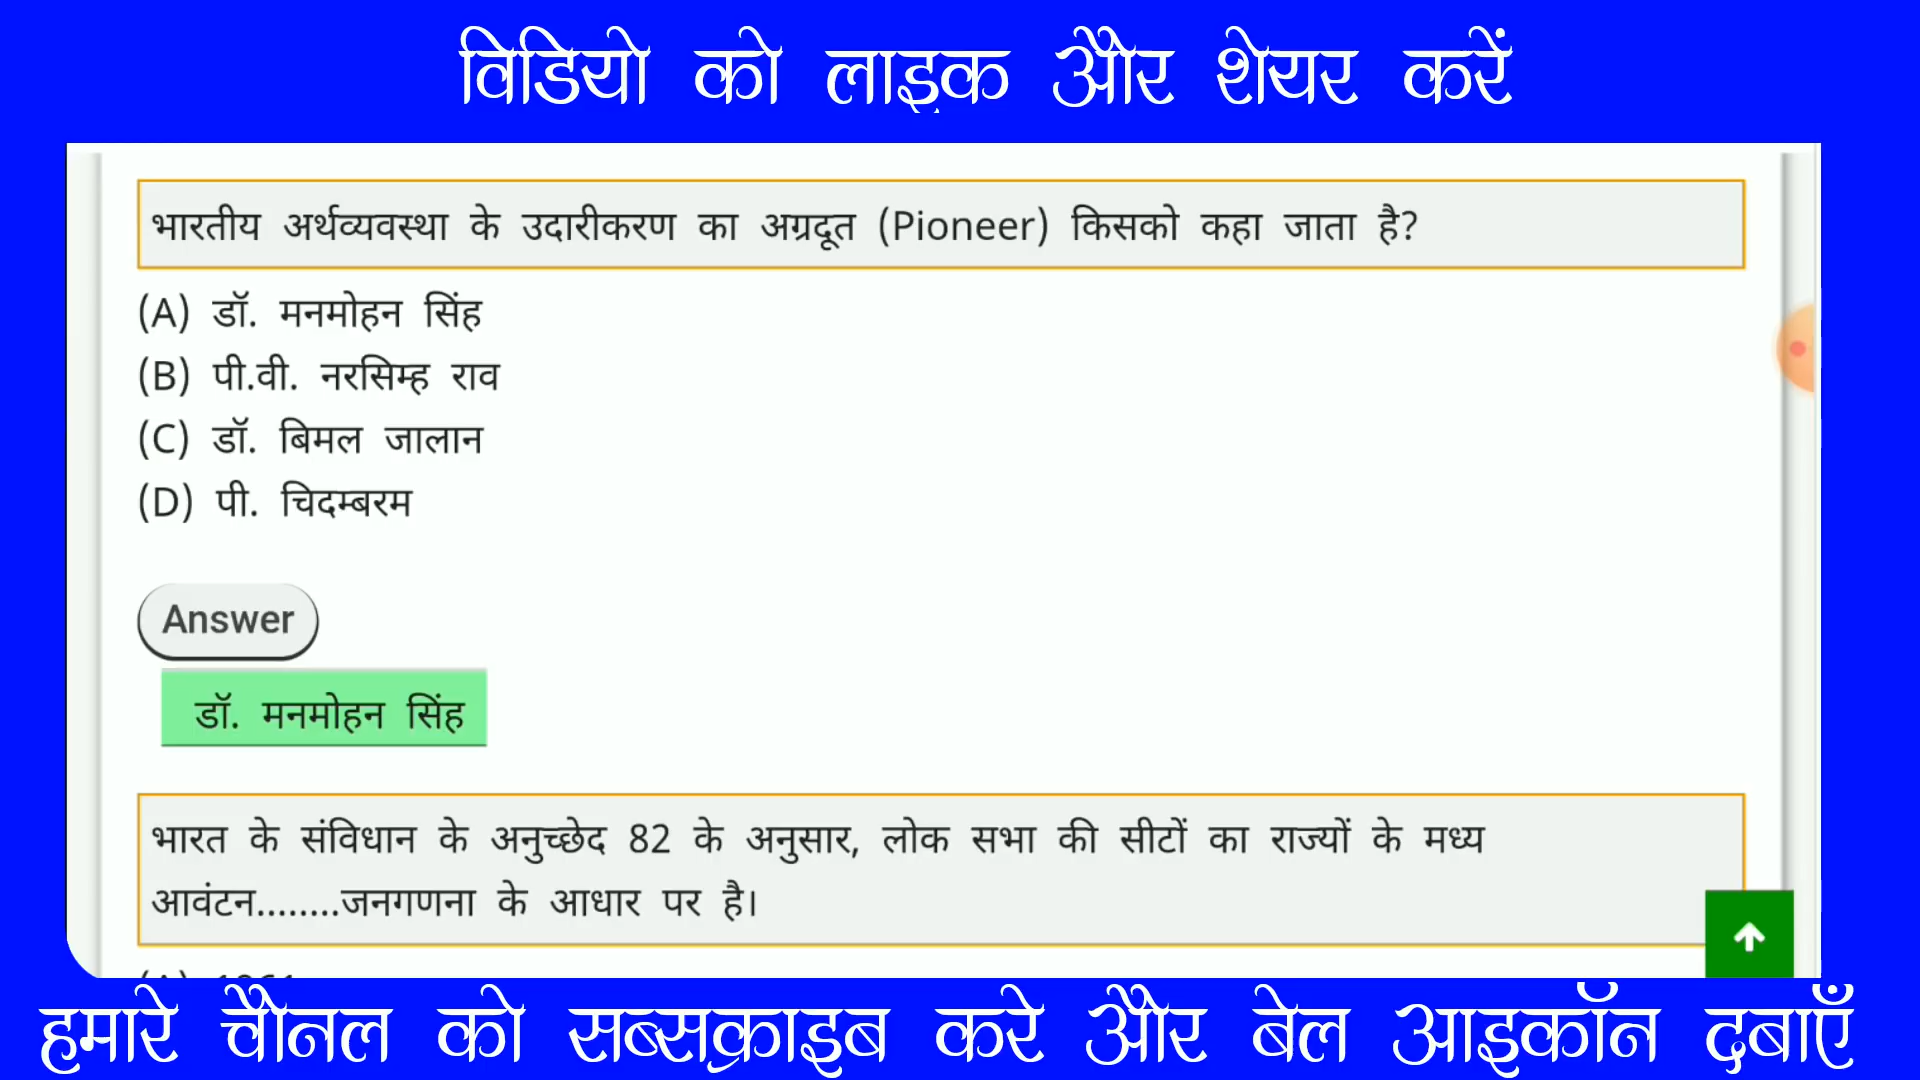 विडियो को लाइक और शेयर करें
भारतीय अर्थव्यवस्था के उदारीकरण का अग्रदूत (Pioneer) किसको कहा जाता है?
(A) डॉ. मनमोहन सिंह
(B) पी.वी. नरसिम्ह राव
(C) डॉ. बिमल जालान
(D) पी. चिदम्बरम
Answer
डॉ. मनमोहन सिंह
भारत के संविधान के अनुच्छेद 82 के अनुसार, लोक सभा की सीटों का राज्यों के मध्य
आवंटन........जनगणना के आधार पर है।
हमारे चैनल को सब्सक्राइब करे और बेल आइकॉन दबाएँ